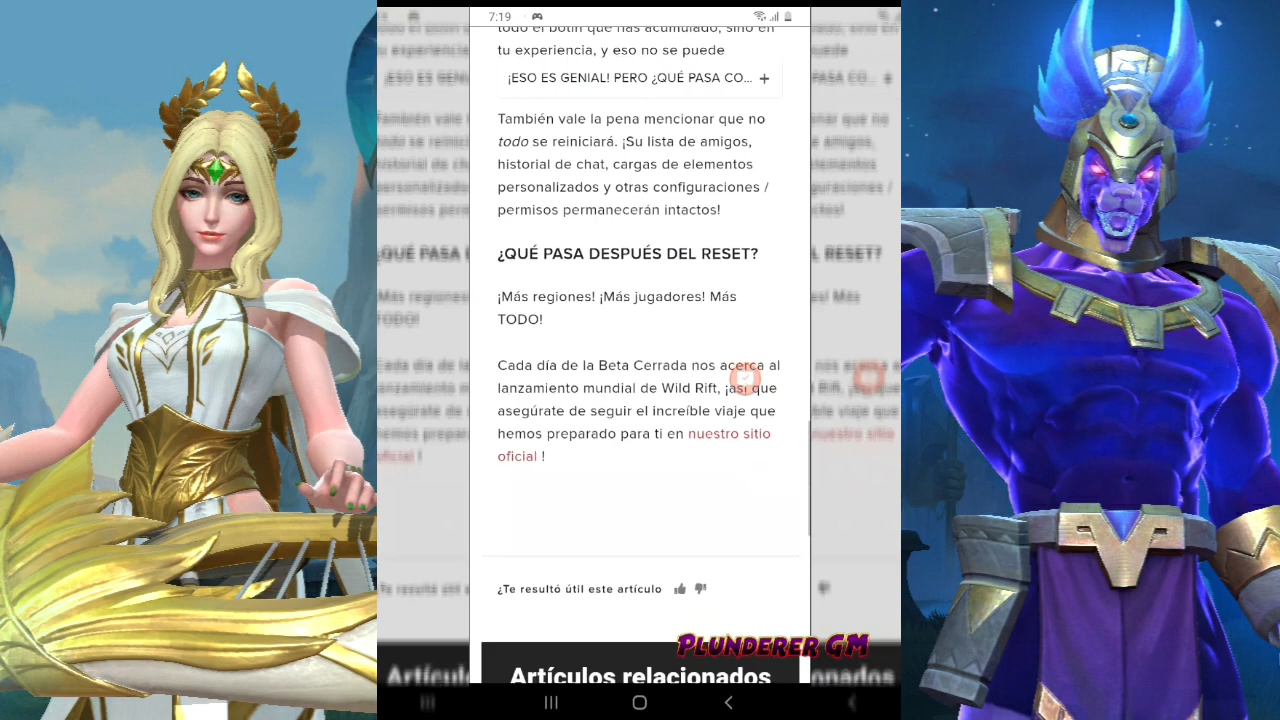 7:19
todo el botín que has acumulado, sino en
tu experiencia, y eso no se puede
¡ESO ES GENIAL! PERO ¿QUÉ PASA CO... +
También vale la pena mencionar que no
todo se reiniciará. ¡Su lista de amigos,
historial de chat, cargas de elementos
personalizados y otras configuraciones /
permisos permanecerán intactos!
¿QUÉ PASA DESPUÉS DEL RESET?
¡Más regiones! ¡Más jugadores! Más
TODO!
Cada día de la Beta Cerrada nos acerca al
lanzamiento mundial de Wild Rift, ¡así que
asegúrate de seguir el increíble viaje que
hemos preparado para ti en nuestro sitio
oficial !
¿Te resultó útil este artículo
PLUNDERER GM
Artículos relacionados